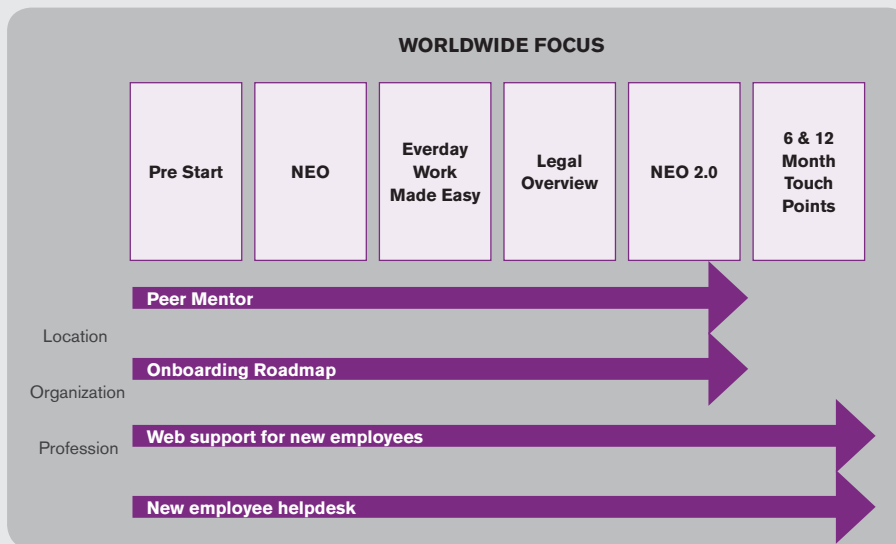 WORLDWIDE FOCUS
Pre Start
NEO
Everday
Work
Made Easy
Legal
Overview
NEO 2.0
6 & 12
Month
Touch
Points
Peer Mentor
Location
Onboarding Roadmap
Organization
Web support for new employees
Profession
New employee helpdesk